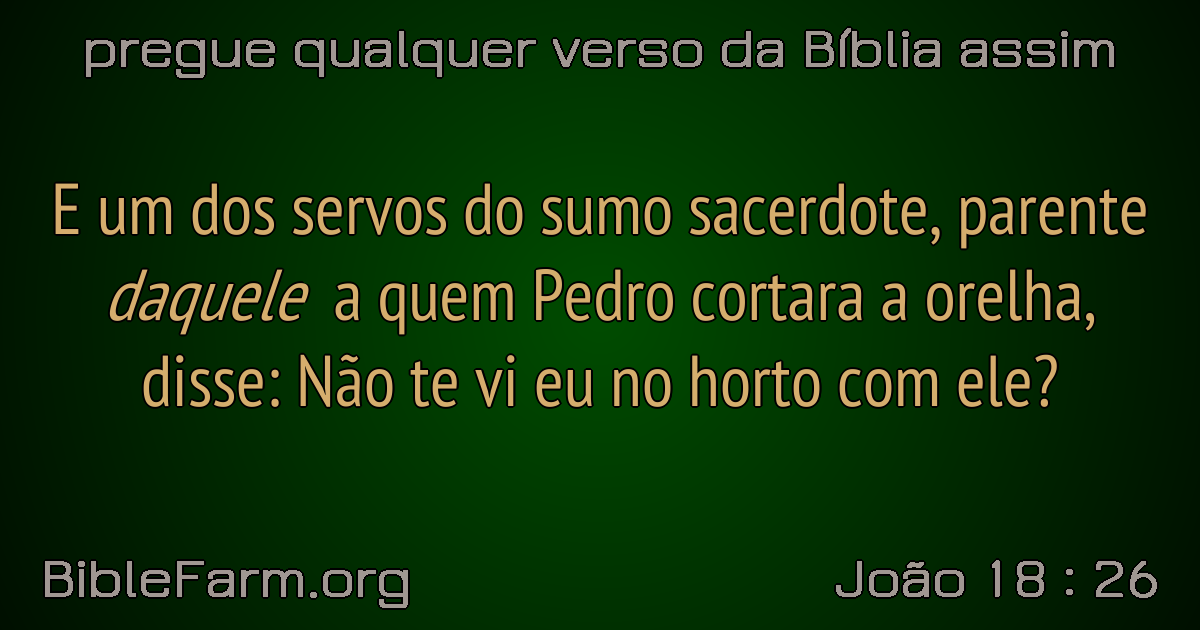 pregue qualquer verso da Bíblia assim
E um dos servos do sumo sacerdote, parente
daquele a quem Pedro cortara a orelha,
disse: Não te vi eu no horto com ele?
BibleFarm.org
João 18 : 26